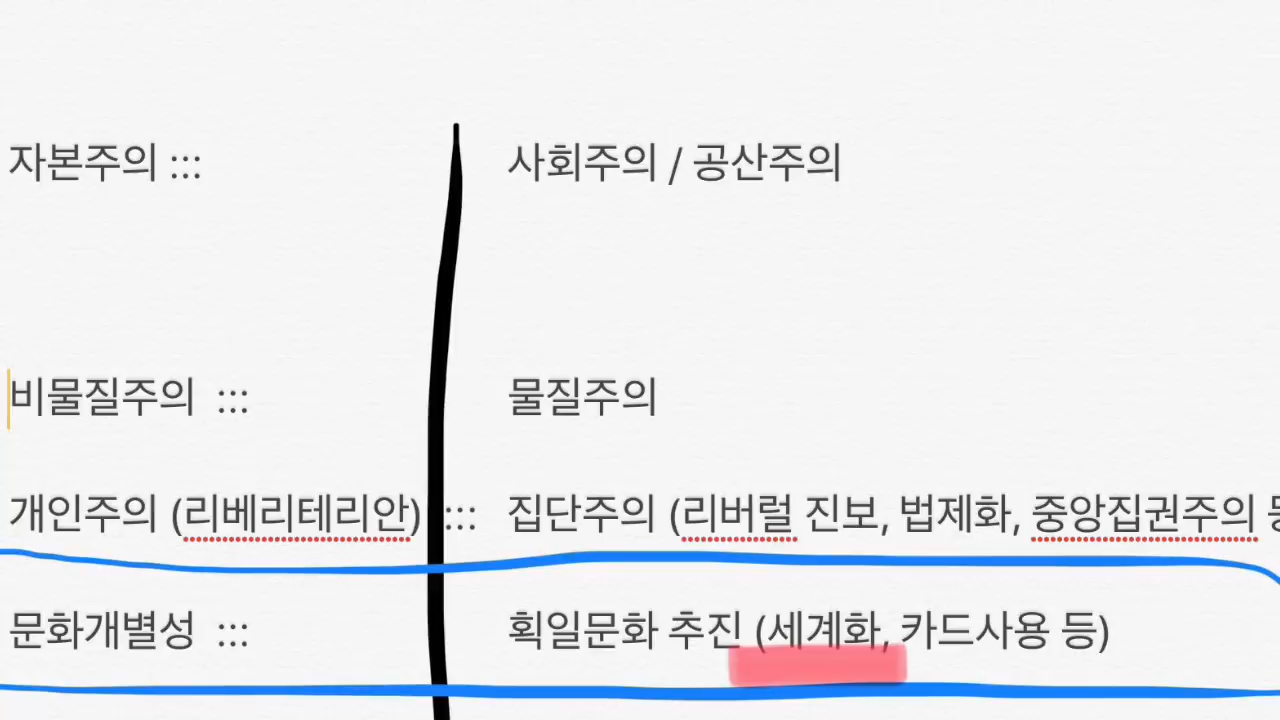 자본주의 ::: 사회주의 / 공산주의
비물질주의 ::: 물질주의
개인주의 (리베리테리안) ::: 집단주의 (리버럴 진보, 법제화, 중앙집권주의
문화개별성 ::: 획일문화 추진 (세계화, 카드사용 등)